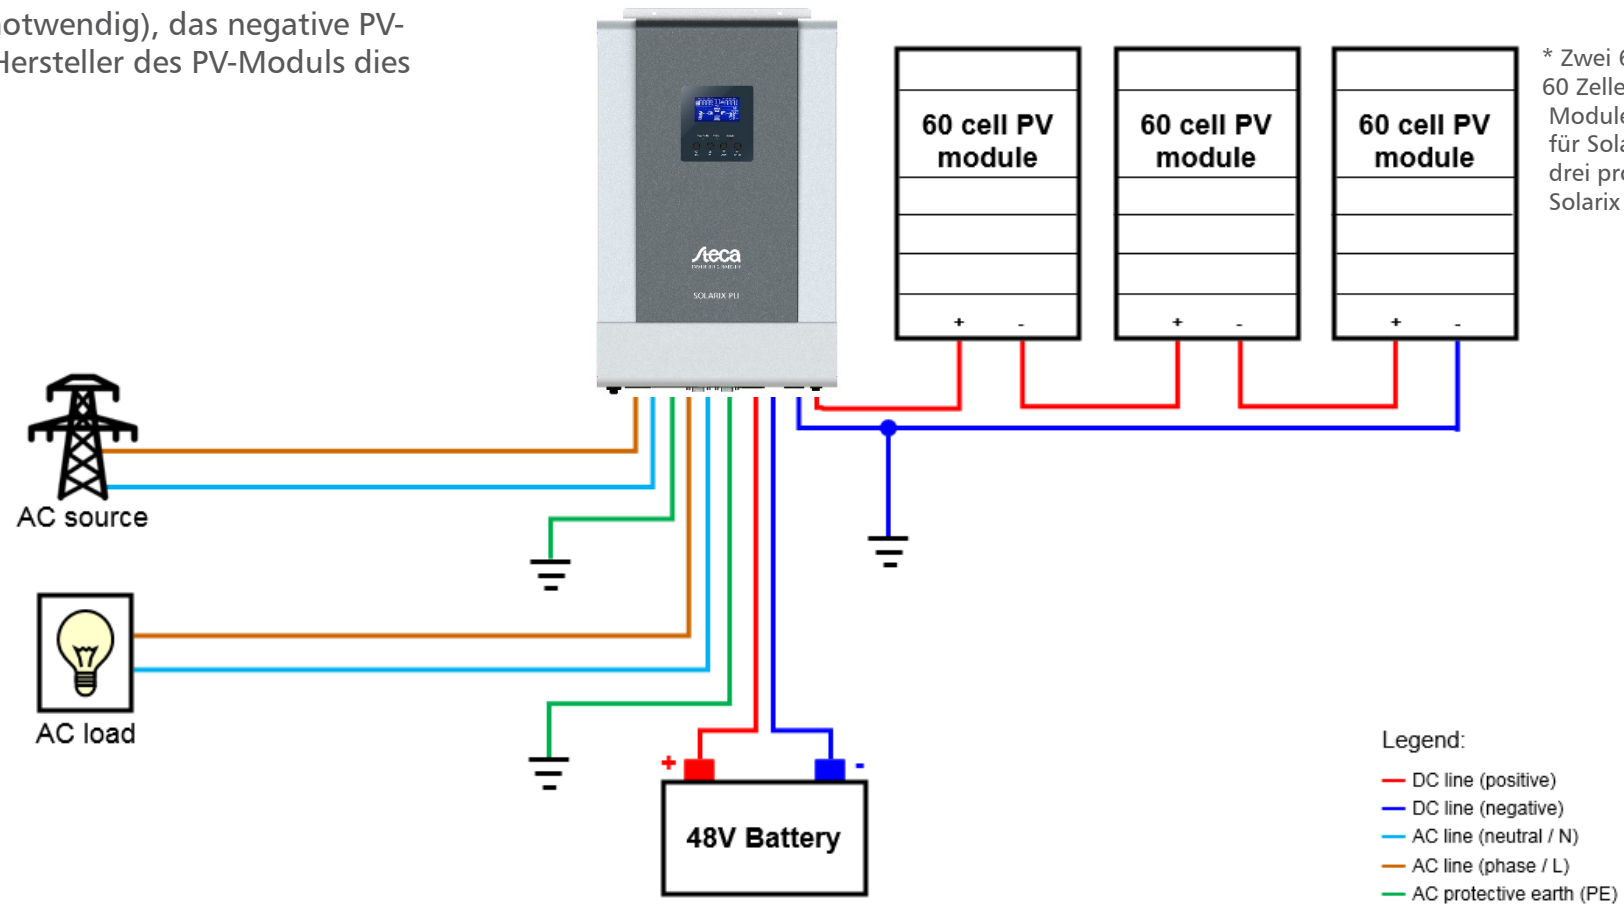 notwendig), das negative PV-
Hersteller des PV-Moduls dies
60 cell PV
module
60 cell PV
module
60 cell PV
module
* Zwei 6
60 Zelle
Module
für Sola
drei pro
Solarix
Steca
SOLARIX PLI
+ -
+ -
+ -
AC source
AC load
+ -
48V Battery
Legend:
DC line (positive)
DC line (negative)
AC line (neutral / N)
AC line (phase / L)
AC protective earth (PE)